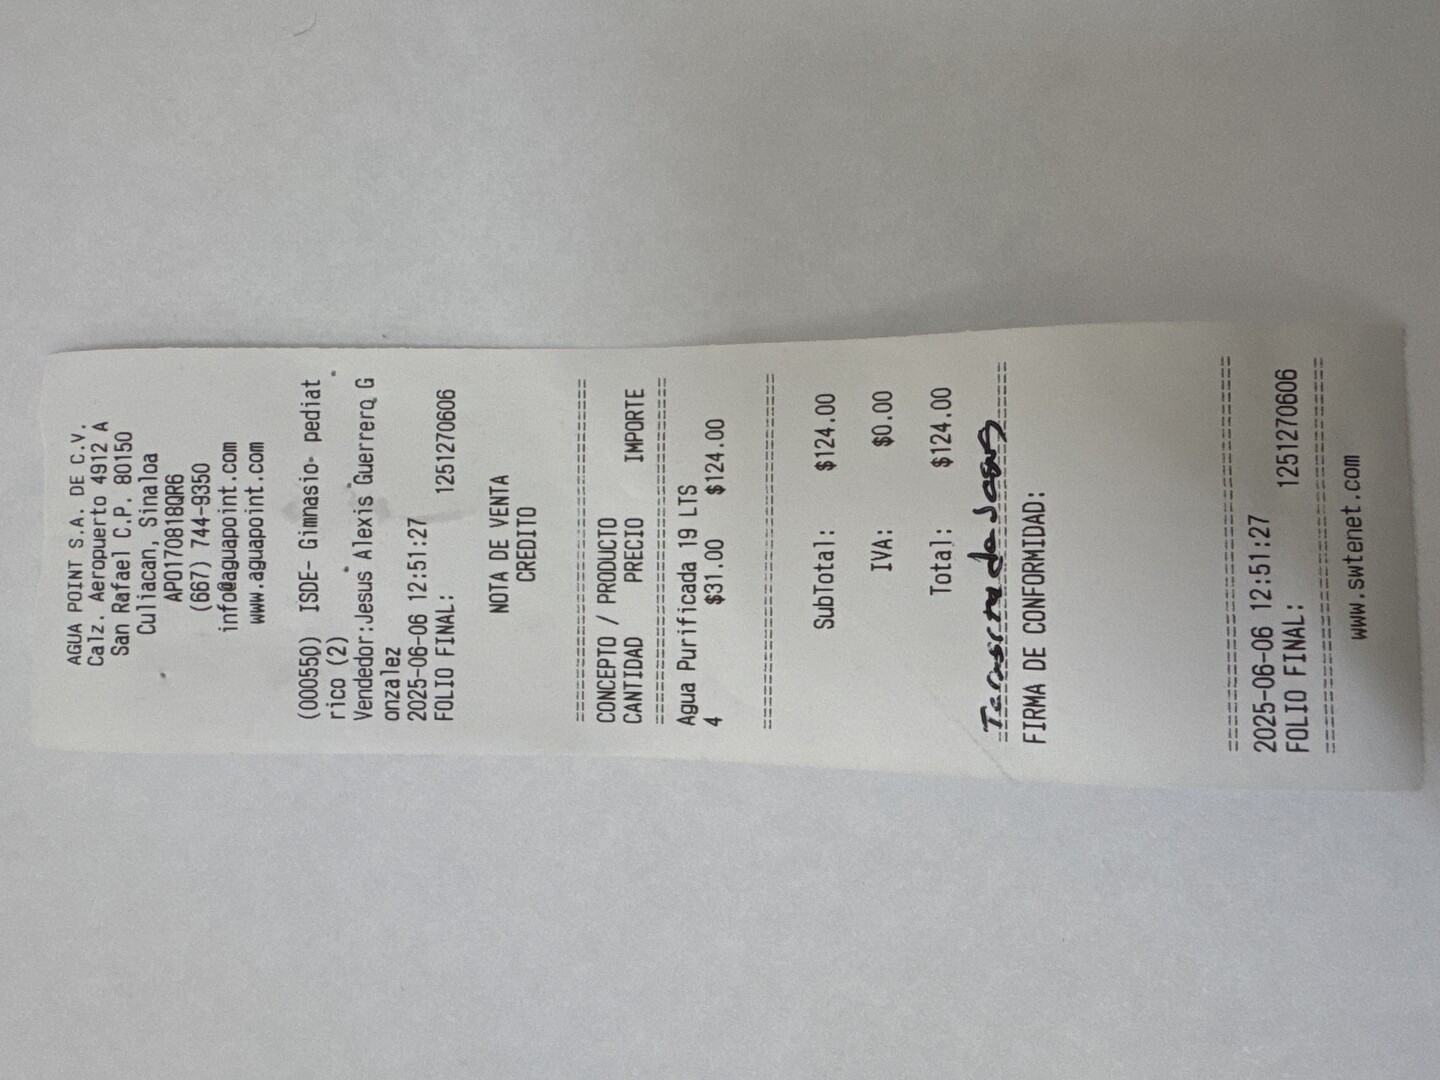 AGUA POINT S.A. DE C.V.
Calz. Aeropuerto 4912 A
San Rafael C.P. 80150
Culiacan, Sinaloa
APO170818QR6
(667) 744-9350
info@aguapoint.com
www.aguapoint.com
(000550) ISDE- Gimnasio- pediat
rico (2)
Vendedor:Jesus Alexis Guerrero G
onzalez
2025-06-06 12:51:27
FOLIO FINAL: 1251270606
NOTA DE VENTA
CREDITO
================================
CONCEPTO / PRODUCTO
CANTIDAD PRECIO IMPORTE
================================
Agua Purificada 19 LTS
4 $31.00 $124.00
================================
SubTotal: $124.00
IVA: $0.00
Total: $124.00
================================
FIRMA DE CONFORMIDAD:
================================
2025-06-06 12:51:27
FOLIO FINAL: 1251270606
================================
www.swtenet.com